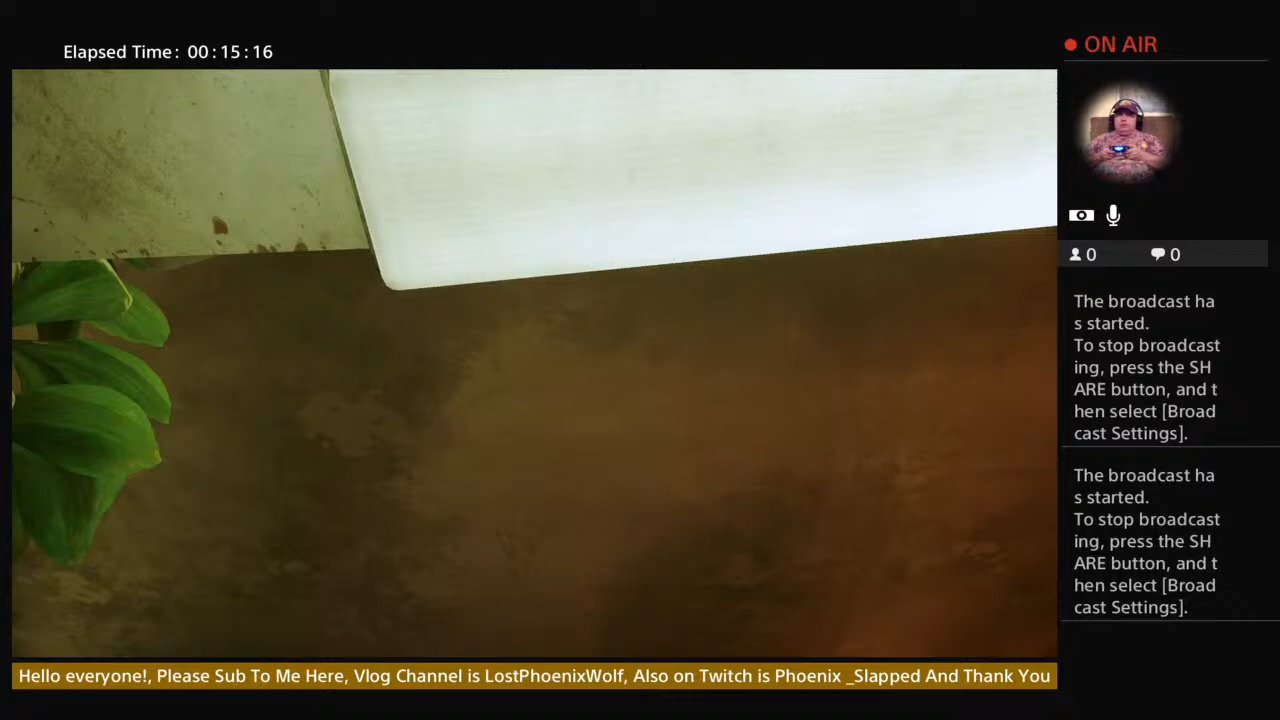 Elapsed Time: 00:15:16
ON AIR
0 0
The broadcast ha
s started.
To stop broadcast
ing, press the SH
ARE button, and t
hen select [Broad
cast Settings].
The broadcast ha
s started.
To stop broadcast
ing, press the SH
ARE button, and t
hen select [Broad
cast Settings].
Hello everyone!, Please Sub To Me Here, Vlog Channel is LostPhoenixWolf, Also on Twitch is Phoenix _Slapped And Thank You